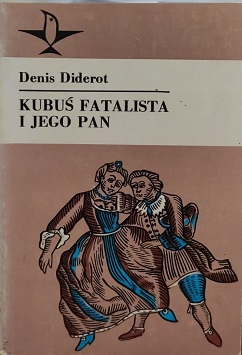 Denis Diderot
KUBUŚ FATALISTA
I JEGO PAN